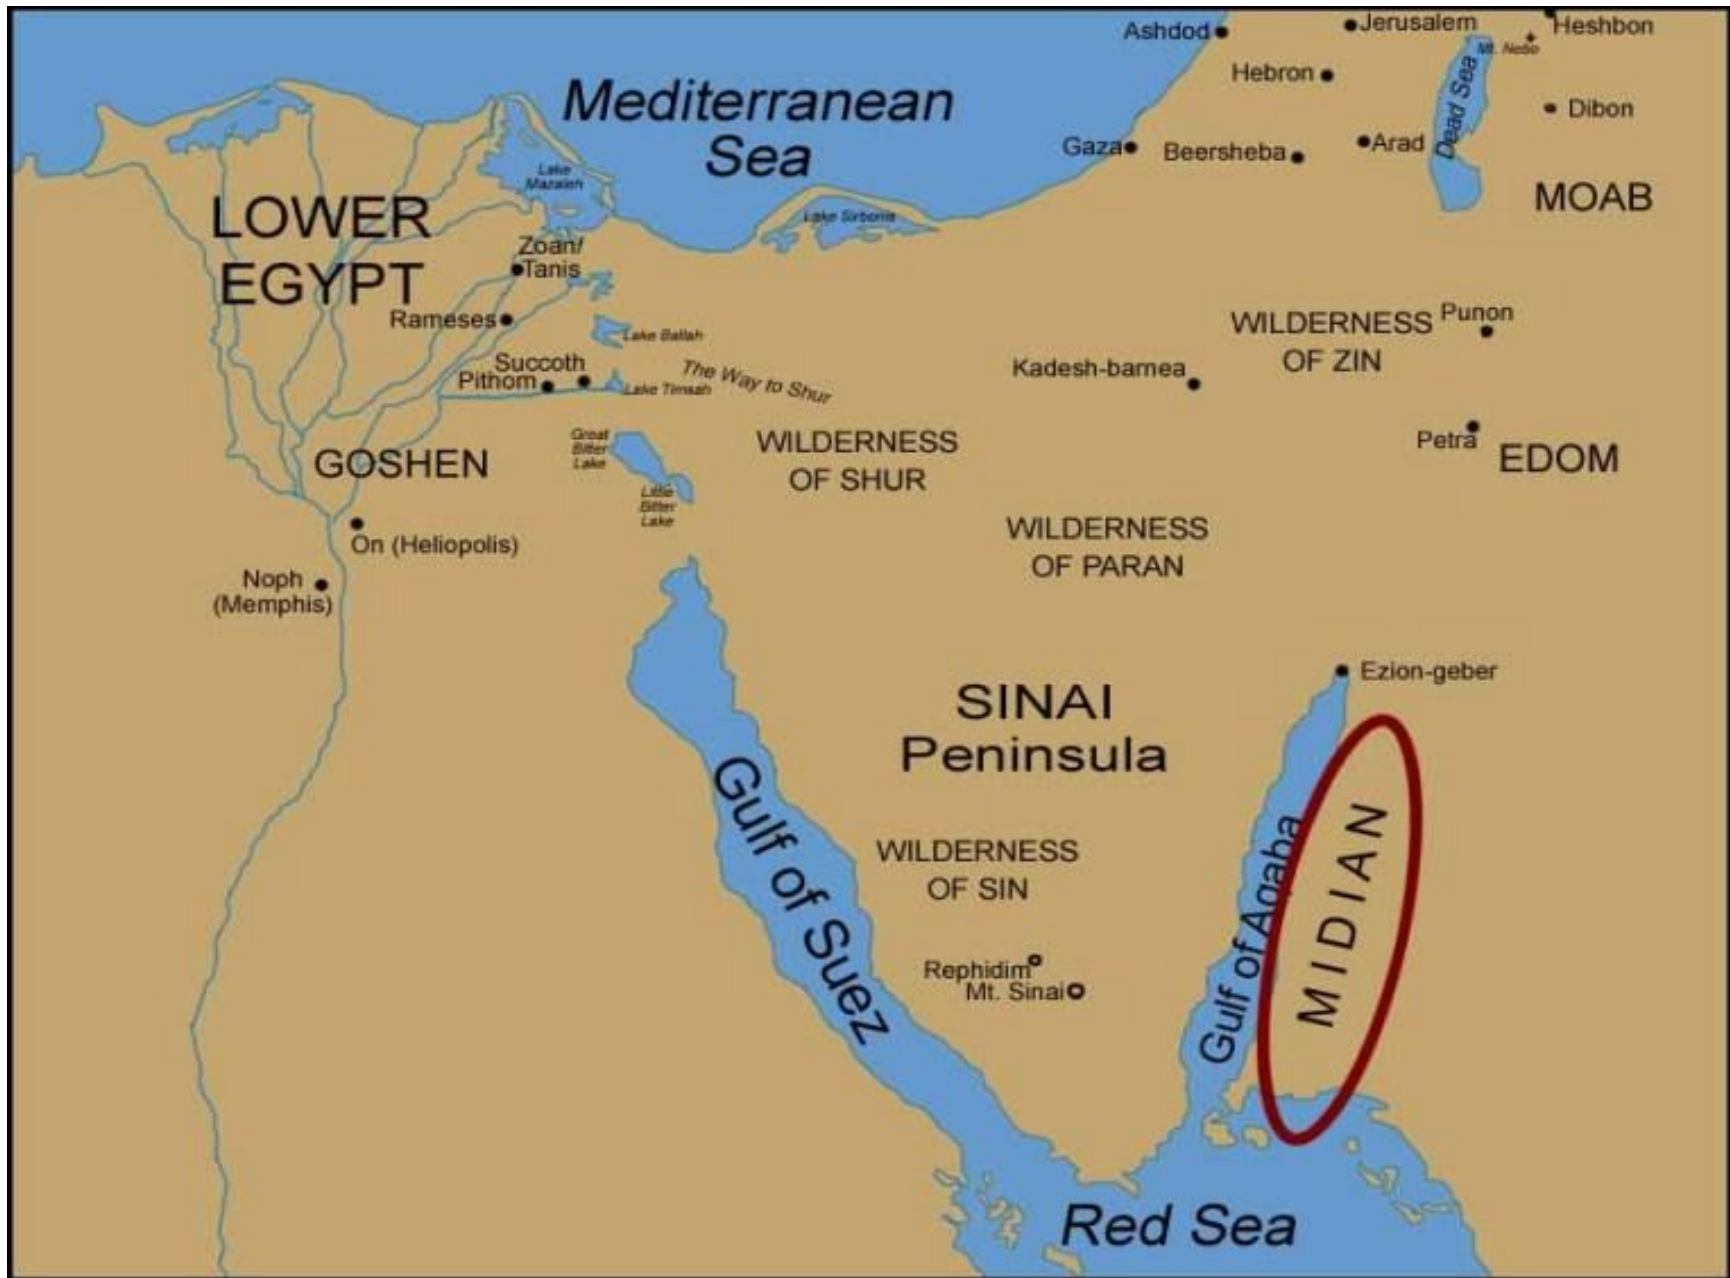 Ashdod
Jerusalem
Heshbon
Mt. Nebo
Hebron
Dead Sea
Dibon
Mediterranean
Sea
Gaza
Beersheba
Arad
MOAB
Lake
Mazaleh
Lake Sirbonis
LOWER
EGYPT
Zoan/
Tanis
Rameses
Lake Ballah
Succoth
Pithom
Lake Timsah
The Way to Shur
WILDERNESS
OF ZIN
Punon
Kadesh-barnea
Great
Bitter
Lake
WILDERNESS
OF SHUR
Petra
EDOM
GOSHEN
Little
Bitter
Lake
On (Heliopolis)
WILDERNESS
OF PARAN
Noph
(Memphis)
Ezion-geber
SINAI
Peninsula
Gulf of Suez
WILDERNESS
OF SIN
Gulf of Aqaba
MIDIAN
Rephidim
Mt. Sinai
Red Sea